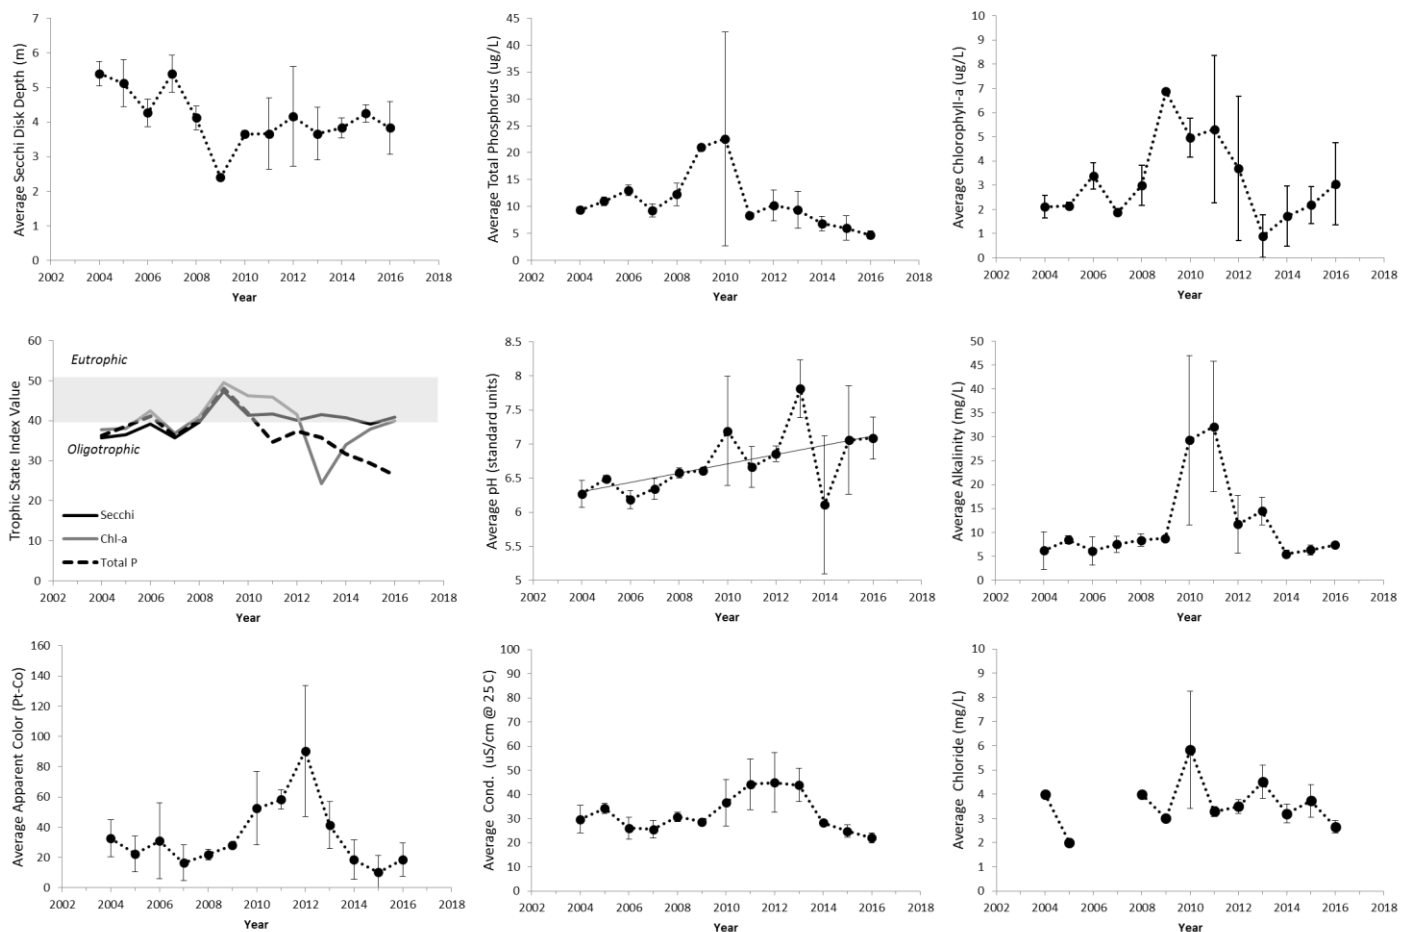 Average Secchi Disk Depth (m)
7
6
5
4
3
2
1
0
2002 2004 2006 2008 2010 2012 2014 2016 2018
Year
Average Total Phosphorus (ug/L)
45
40
35
30
25
20
15
10
5
0
2002 2004 2006 2008 2010 2012 2014 2016 2018
Year
Average Chlorophyll-a (ug/L)
10
9
8
7
6
5
4
3
2
1
0
2002 2004 2006 2008 2010 2012 2014 2016 2018
Year
Trophic State Index Value
60
50
40
30
20
10
0
Eutrophic
Oligotrophic
Secchi
Chl-a
Total P
2002 2004 2006 2008 2010 2012 2014 2016 2018
Year
Average pH (standard units)
8.5
8
7.5
7
6.5
6
5.5
5
2002 2004 2006 2008 2010 2012 2014 2016 2018
Year
Average Alkalinity (mg/L)
50
45
40
35
30
25
20
15
10
5
0
2002 2004 2006 2008 2010 2012 2014 2016 2018
Year
Average Apparent Color (Pt-Co)
160
140
120
100
80
60
40
20
0
2002 2004 2006 2008 2010 2012 2014 2016 2018
Year
Average Cond. (uS/cm @ 25 C)
100
90
80
70
60
50
40
30
20
10
0
2002 2004 2006 2008 2010 2012 2014 2016 2018
Year
Average Chloride (mg/L)
10
9
8
7
6
5
4
3
2
1
0
2002 2004 2006 2008 2010 2012 2014 2016 2018
Year